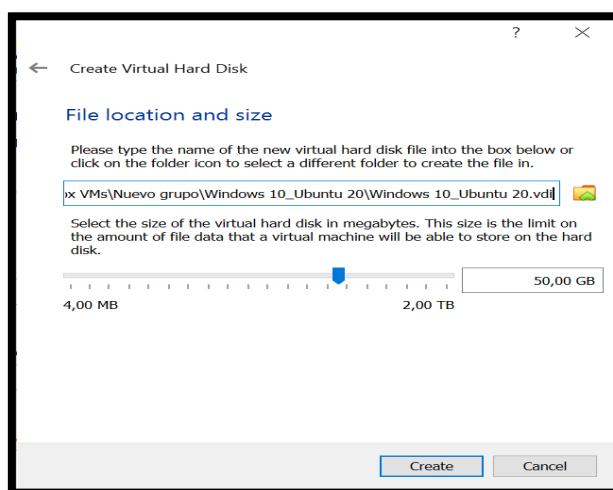 ?
Create Virtual Hard Disk
File location and size
Please type the name of the new virtual hard disk file into the box below or
click on the folder icon to select a different folder to create the file in.
ox VMs\Nuevo grupo\Windows 10_Ubuntu 20\Windows 10_Ubuntu 20.vdi
Select the size of the virtual hard disk in megabytes. This size is the limit on
the amount of file data that a virtual machine will be able to store on the hard
disk.
50,00 GB
4,00 MB 2,00 TB
Create Cancel